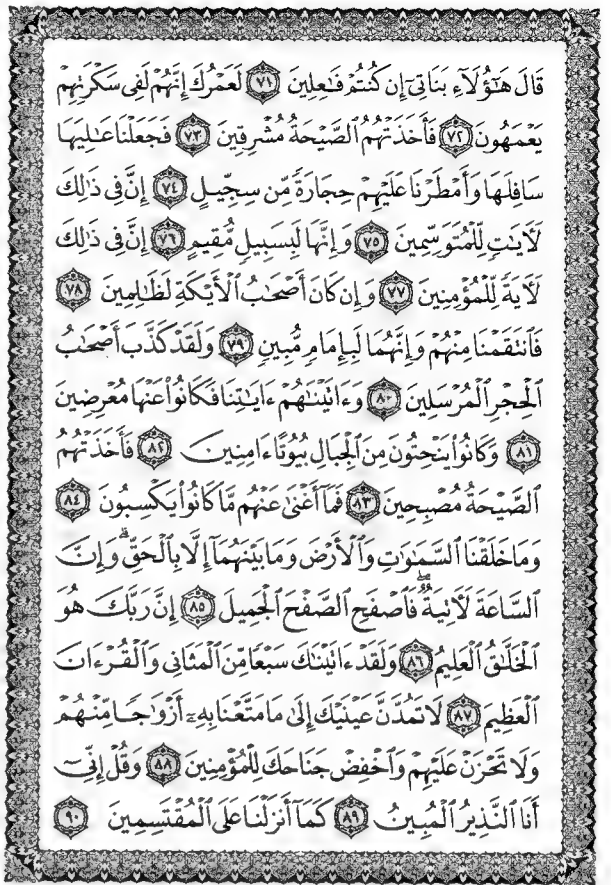 قَالَ هَٰٓؤُلَآءِ بَنَاتِىٓ إِن كُنتُمْ فَٰعِلِينَ ٧١ لَعَمْرُكَ إِنَّهُمْ لَفِى سَكْرَتِهِمْ
يَعْمَهُونَ ٧٢ فَأَخَذَتْهُمُ ٱلصَّيْحَةُ مُشْرِقِينَ ٧٣ فَجَعَلْنَا عَٰلِيَهَا
سَافِلَهَا وَأَمْطَرْنَا عَلَيْهِمْ حِجَارَةً مِّن سِجِّيلٍ ٧٤ إِنَّ فِى ذَٰلِكَ
لَءَايَٰتٍ لِّلْمُتَوَسِّمِينَ ٧٥ وَإِنَّهَا لَبِسَبِيلٍ مُّقِيمٍ ٧٦ إِنَّ فِى ذَٰلِكَ
لَءَايَةً لِّلْمُؤْمِنِينَ ٧٧ وَإِن كَانَ أَصْحَٰبُ ٱلْأَيْكَةِ لَظَٰلِمِينَ ٧٨
فَٱنتَقَمْنَا مِنْهُمْ وَإِنَّهُمَا لَبِإِمَامٍ مُّبِينٍ ٧٩ وَلَقَدْ كَذَّبَ أَصْحَٰبُ
ٱلْحِجْرِ ٱلْمُرْسَلِينَ ٨٠ وَءَاتَيْنَٰهُمْ ءَايَٰتِنَا فَكَانُوا۟ عَنْهَا مُعْرِضِينَ
٨١ وَكَانُوا۟ يَنْحِتُونَ مِنَ ٱلْجِبَالِ بُيُوتًا ءَامِنِينَ ٨٢ فَأَخَذَتْهُمُ
ٱلصَّيْحَةُ مُصْبِحِينَ ٨٣ فَمَآ أَغْنَىٰ عَنْهُم مَّا كَانُوا۟ يَكْسِبُونَ ٨٤
وَمَا خَلَقْنَا ٱلسَّمَٰوَٰتِ وَٱلْأَرْضَ وَمَا بَيْنَهُمَآ إِلَّا بِٱلْحَقِّ ۗ وَإِنَّ
ٱلسَّاعَةَ لَءَاتِيَةٌ ۖ فَٱصْفَحِ ٱلصَّفْحَ ٱلْجَمِيلَ ٨٥ إِنَّ رَبَّكَ هُوَ
ٱلْخَلَّٰقُ ٱلْعَلِيمُ ٨٦ وَلَقَدْ ءَاتَيْنَٰكَ سَبْعًا مِّنَ ٱلْمَثَانِى وَٱلْقُرْءَانَ
ٱلْعَظِيمَ ٨٧ لَا تَمُدَّنَّ عَيْنَيْكَ إِلَىٰ مَا مَتَّعْنَا بِهِۦٓ أَزْوَٰجًا مِّنْهُمْ
وَلَا تَحْزَنْ عَلَيْهِمْ وَٱخْفِضْ جَنَاحَكَ لِلْمُؤْمِنِينَ ٨٨ وَقُلْ إِنِّىٓ
أَنَا ٱلنَّذِيرُ ٱلْمُبِينُ ٨٩ كَمَآ أَنزَلْنَا عَلَى ٱلْمُقْتَسِمِينَ ٩٠